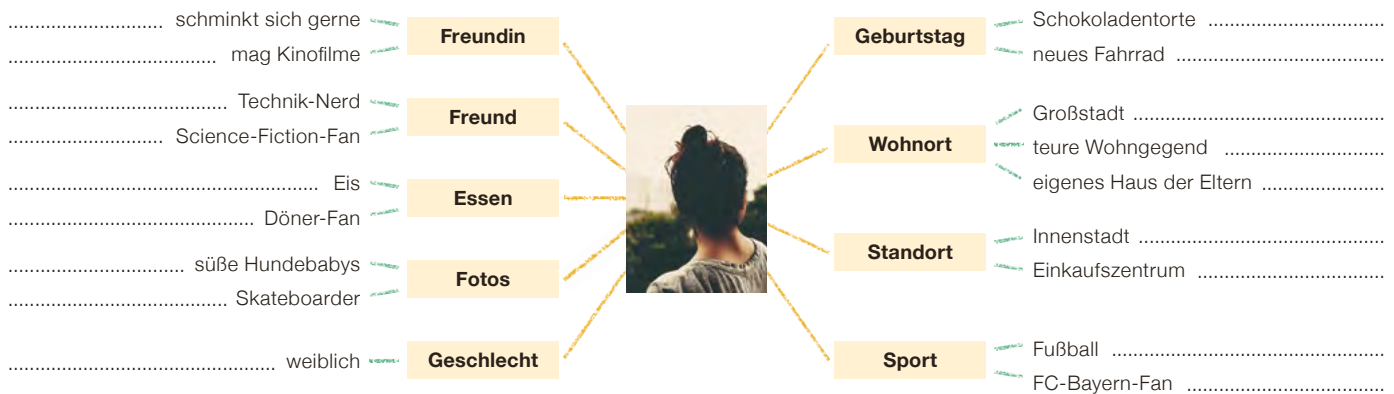 .................................. schminkt sich gerne
.............................................. mag Kinofilme
Freundin
................................................ Technik-Nerd
.................................. Science-Fiction-Fan
Freund
.................................................................... Eis
...................................................... Döner-Fan
Essen
....................................... süße Hundebabys
................................................ Skateboarder
Fotos
.......................................................... weiblich
Geschlecht
Geburtstag
Schokoladentorte .......................................
neues Fahrrad ..............................................
Wohnort
Großstadt .......................................................
teure Wohngegend ...................................
eigenes Haus der Eltern ...........................
Standort
Innenstadt ......................................................
Einkaufszentrum .........................................
Sport
Fußball ............................................................
FC-Bayern-Fan ...........................................